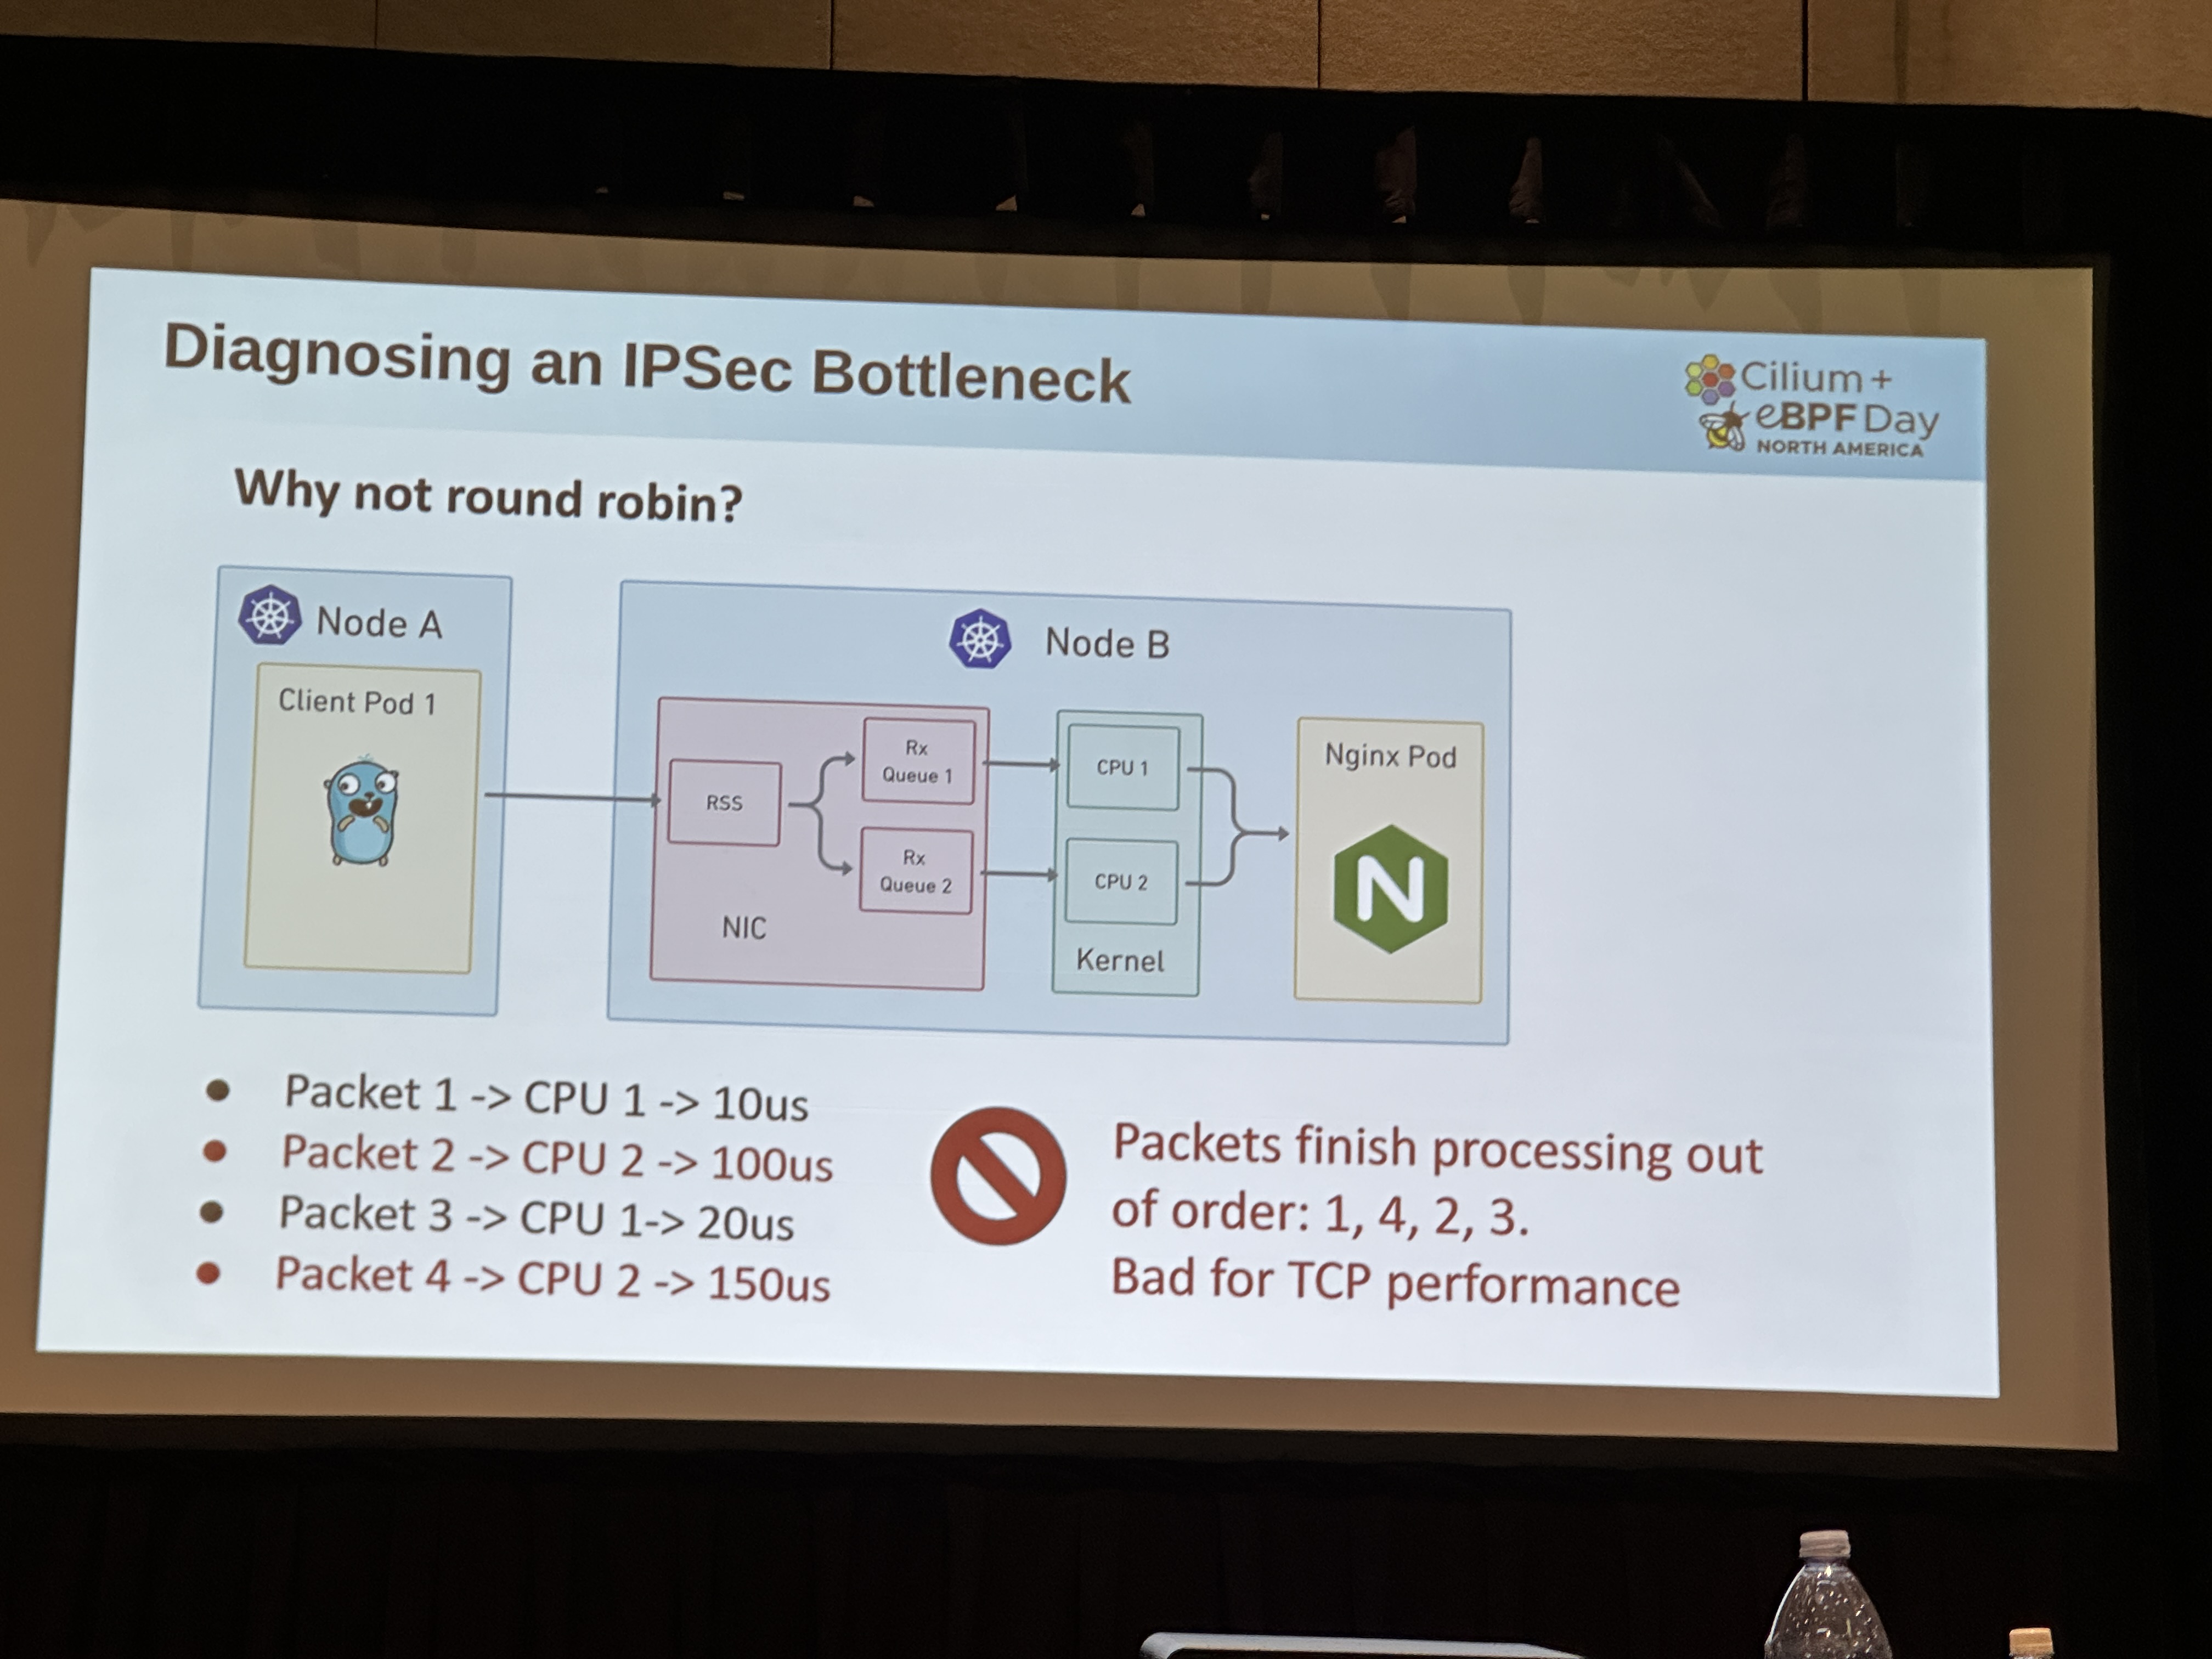 Diagnosing an IPSec Bottleneck
Cilium +
eBPF Day
NORTH AMERICA
Why not round robin?
Node A
Client Pod 1
Node B
RSS
Rx
Queue 1
Rx
Queue 2
NIC
CPU 1
CPU 2
Kernel
Nginx Pod
N
Packet 1 -> CPU 1 -> 10us
Packet 2 -> CPU 2 -> 100us
Packet 3 -> CPU 1-> 20us
Packet 4 -> CPU 2 -> 150us
Packets finish processing out
of order: 1, 4, 2, 3.
Bad for TCP performance